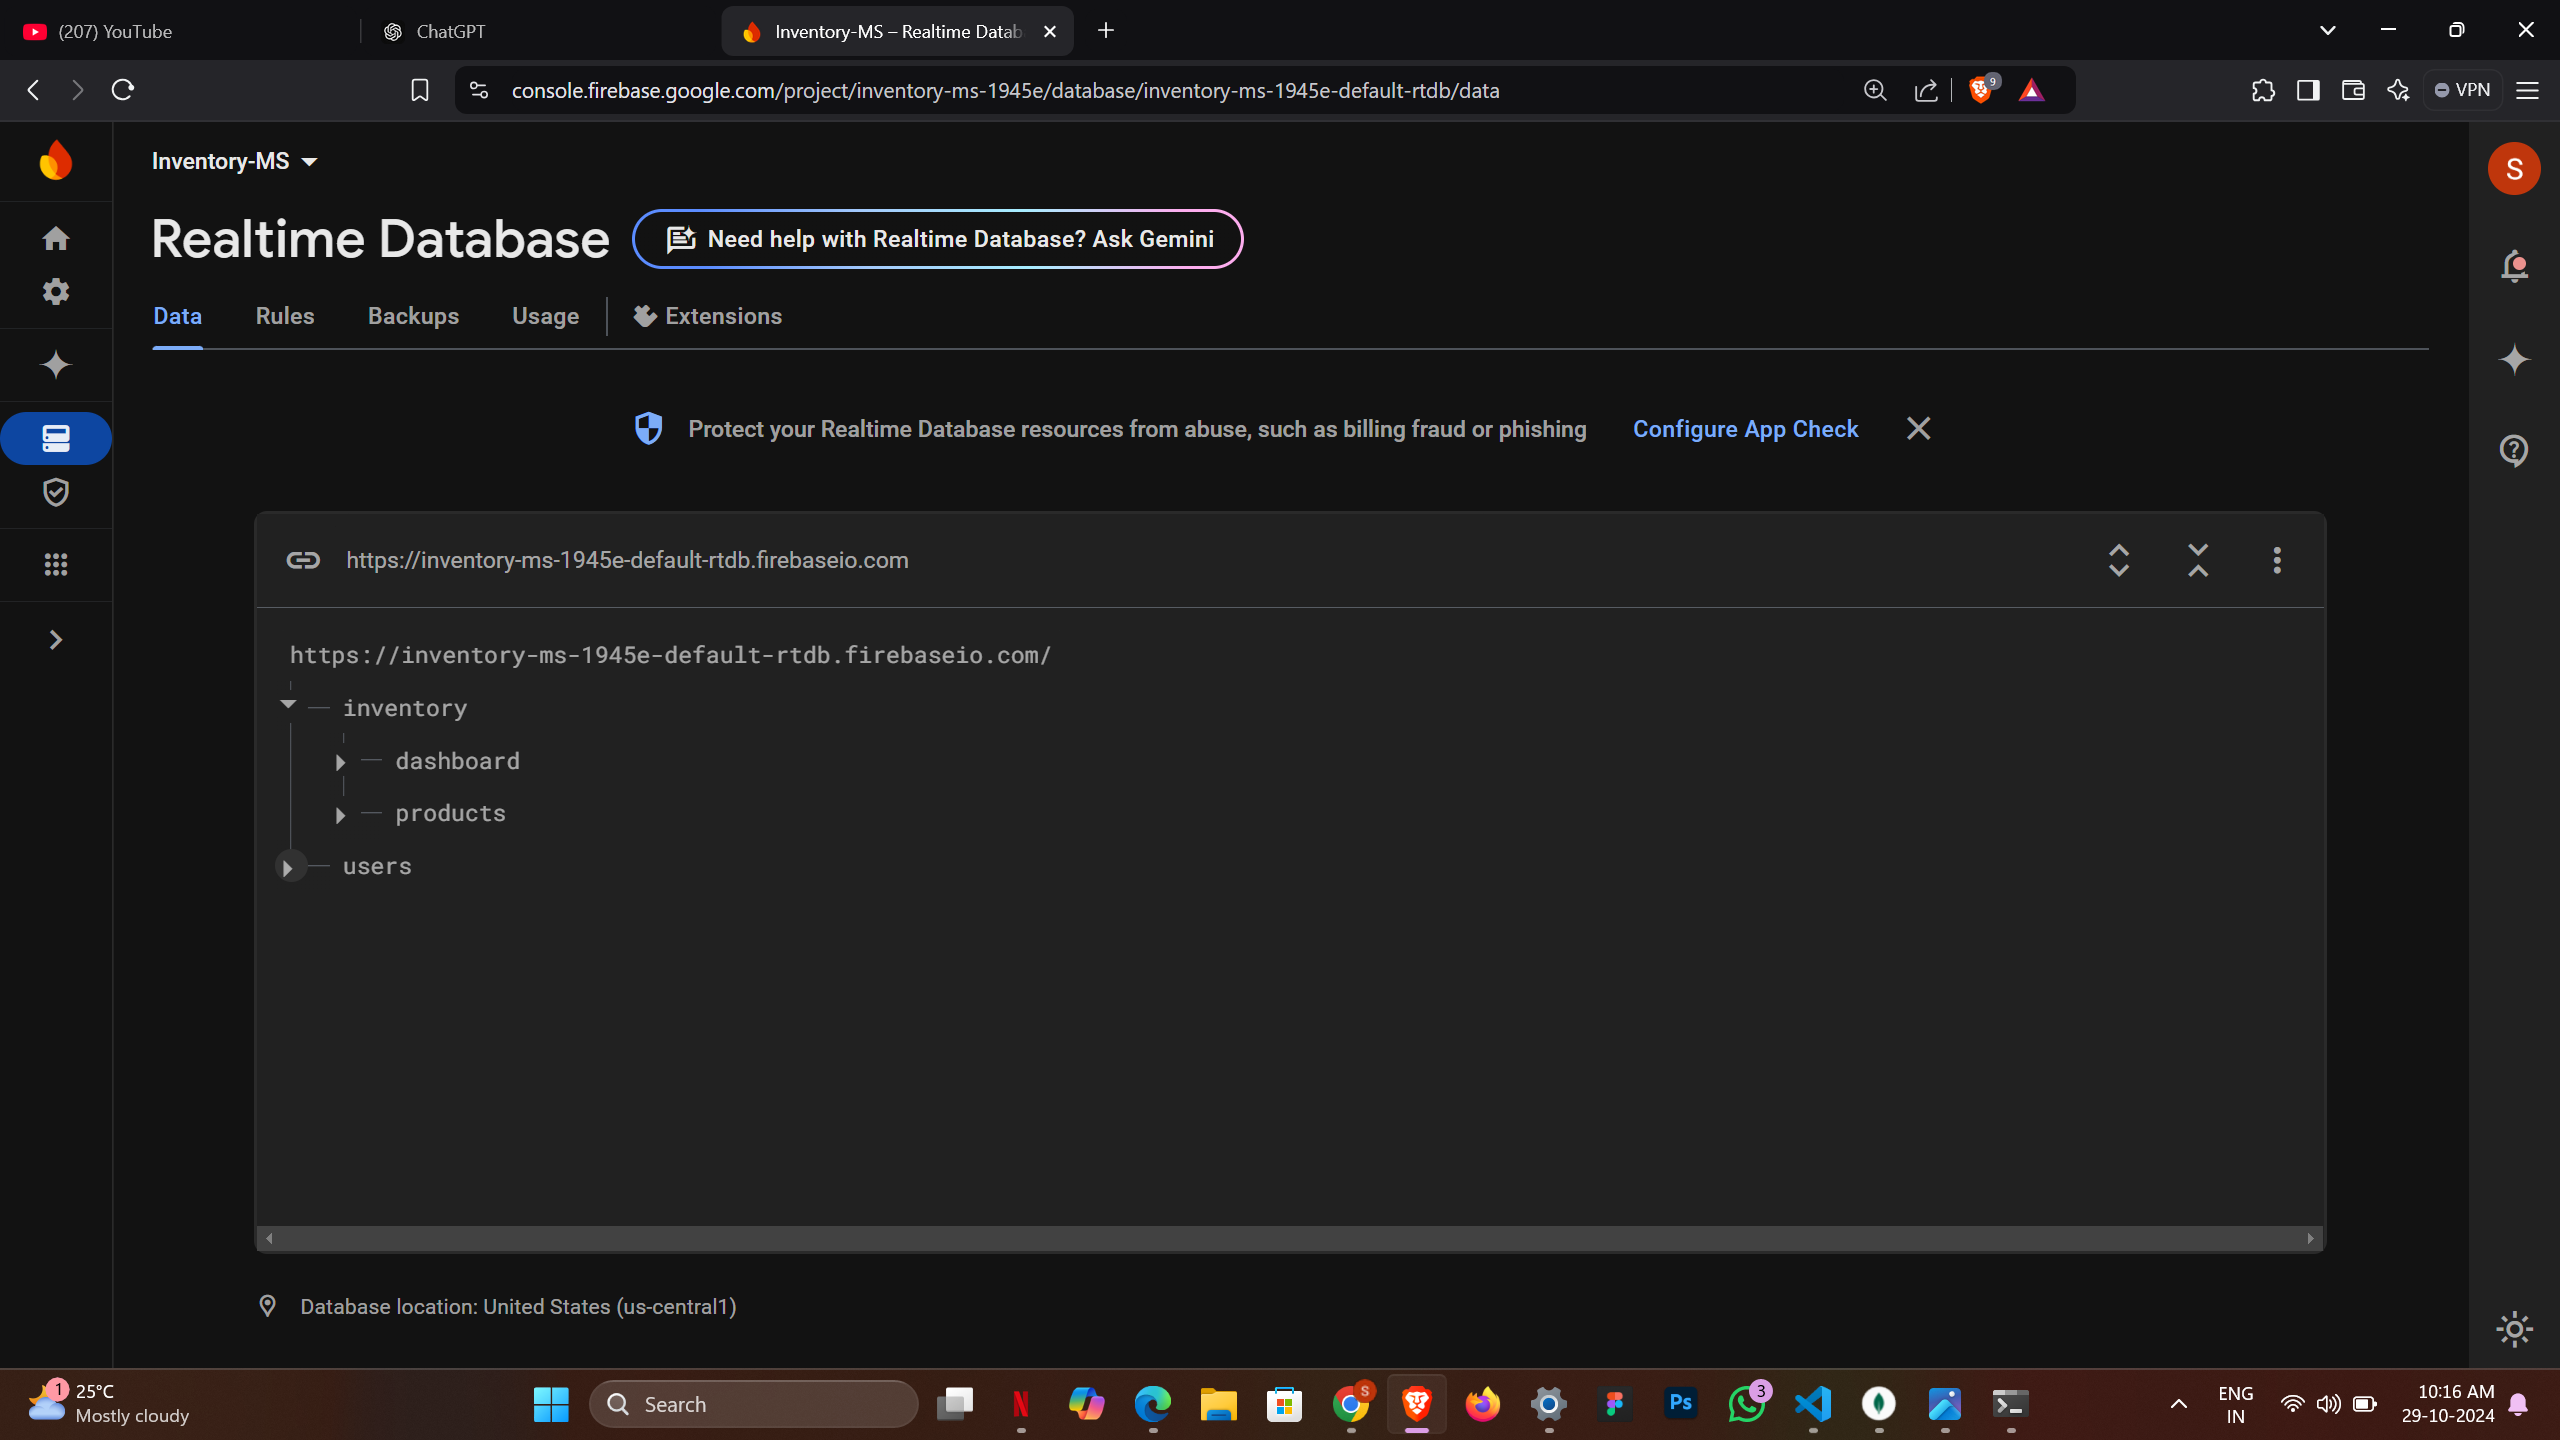 (207) YouTube
ChatGPT
Inventory-MS – Realtime Datab
console.firebase.google.com/project/inventory-ms-1945e/database/inventory-ms-1945e-default-rtdb/data
9
VPN
Inventory-MS
S
Realtime Database
Need help with Realtime Database? Ask Gemini
Data Rules Backups Usage Extensions
Protect your Realtime Database resources from abuse, such as billing fraud or phishing Configure App Check
https://inventory-ms-1945e-default-rtdb.firebaseio.com
https://inventory-ms-1945e-default-rtdb.firebaseio.com/
inventory
dashboard
products
users
Database location: United States (us-central1)
1
25°C
Mostly cloudy
Search
N
S
Ps
3
ENG
IN
10:16 AM
29-10-2024